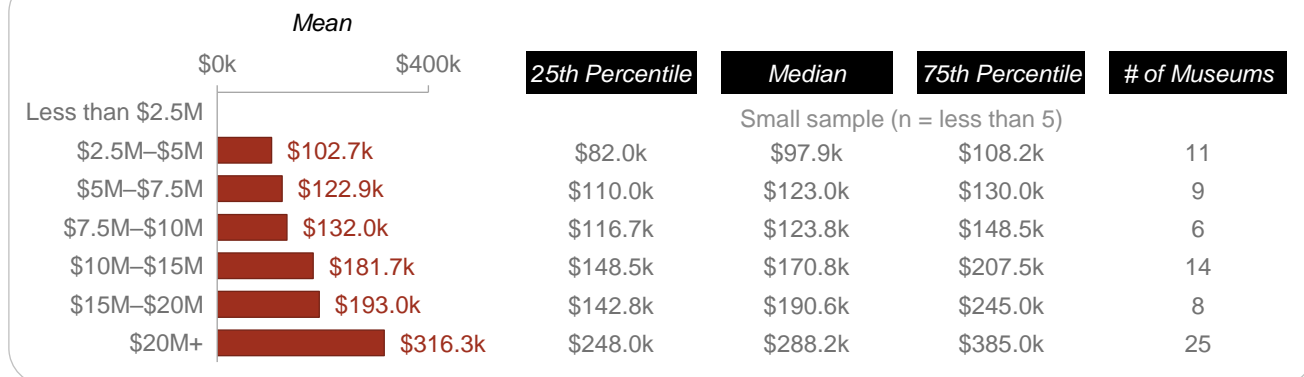 Mean
$0k $400k 25th Percentile Median 75th Percentile # of Museums
Less than $2.5M Small sample (n = less than 5)
$2.5M–$5M $102.7k $82.0k $97.9k $108.2k 11
$5M–$7.5M $122.9k $110.0k $123.0k $130.0k 9
$7.5M–$10M $132.0k $116.7k $123.8k $148.5k 6
$10M–$15M $181.7k $148.5k $170.8k $207.5k 14
$15M–$20M $193.0k $142.8k $190.6k $245.0k 8
$20M+ $316.3k $248.0k $288.2k $385.0k 25